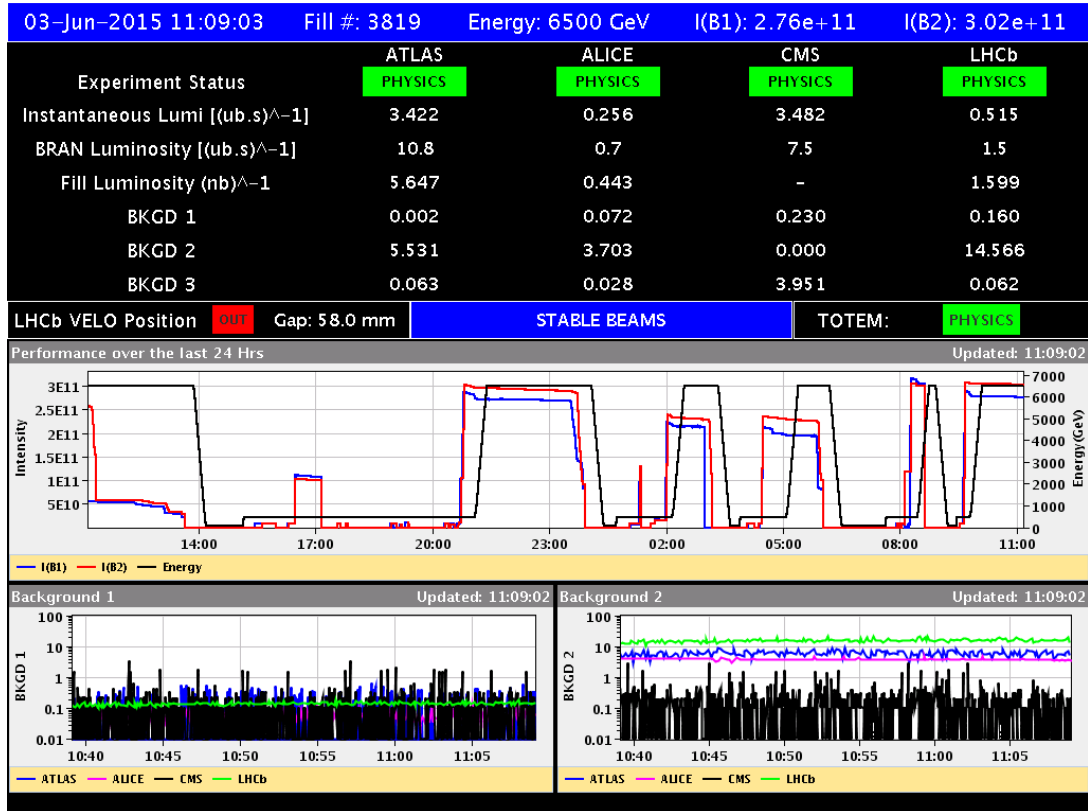 03-Jun-2015 11:09:03 Fill #: 3819 Energy: 6500 GeV I(B1): 2.76e+11 I(B2): 3.02e+11
ATLAS ALICE CMS LHCb
Experiment Status PHYSICS PHYSICS PHYSICS PHYSICS
Instantaneous Lumi [(ub.s)^-1] 3.422 0.256 3.482 0.515
BRAN Luminosity [(ub.s)^-1] 10.8 0.7 7.5 1.5
Fill Luminosity (nb)^-1 5.647 0.443 - 1.599
BKGD 1 0.002 0.072 0.230 0.160
BKGD 2 5.531 3.703 0.000 14.566
BKGD 3 0.063 0.028 3.951 0.062
LHCb VELO Position OUT Gap: 58.0 mm STABLE BEAMS TOTEM: PHYSICS
Performance over the last 24 Hrs Updated: 11:09:02
Intensity
3E11
2.5E11
2E11
1.5E11
1E11
5E10
7000
6000
5000
4000
3000
2000
1000
0
Energy(GeV)
14:00 17:00 20:00 23:00 02:00 05:00 08:00 11:00
I(B1) I(B2) Energy
Background 1 Updated: 11:09:02
BKGD 1
100
10
1
0.1
0.01
10:40 10:45 10:50 10:55 11:00 11:05
ATLAS ALICE CMS LHCb
Background 2 Updated: 11:09:02
BKGD 2
100
10
1
0.1
0.01
10:40 10:45 10:50 10:55 11:00 11:05
ATLAS ALICE CMS LHCb